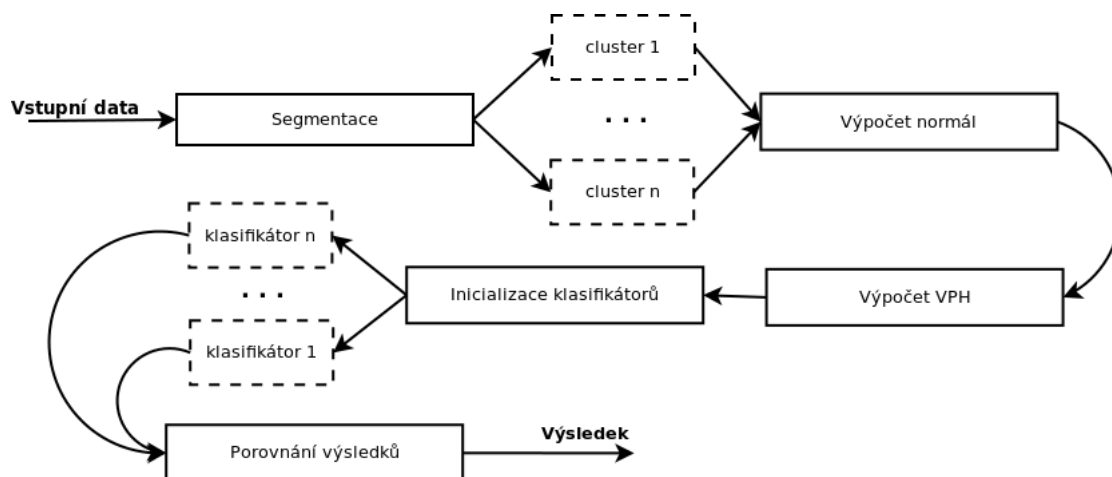 Vstupní data
Segmentace
cluster 1
. . .
cluster n
Výpočet normál
Výpočet VPH
Inicializace klasifikátorů
klasifikátor n
. . .
klasifikátor 1
Porovnání výsledků
Výsledek